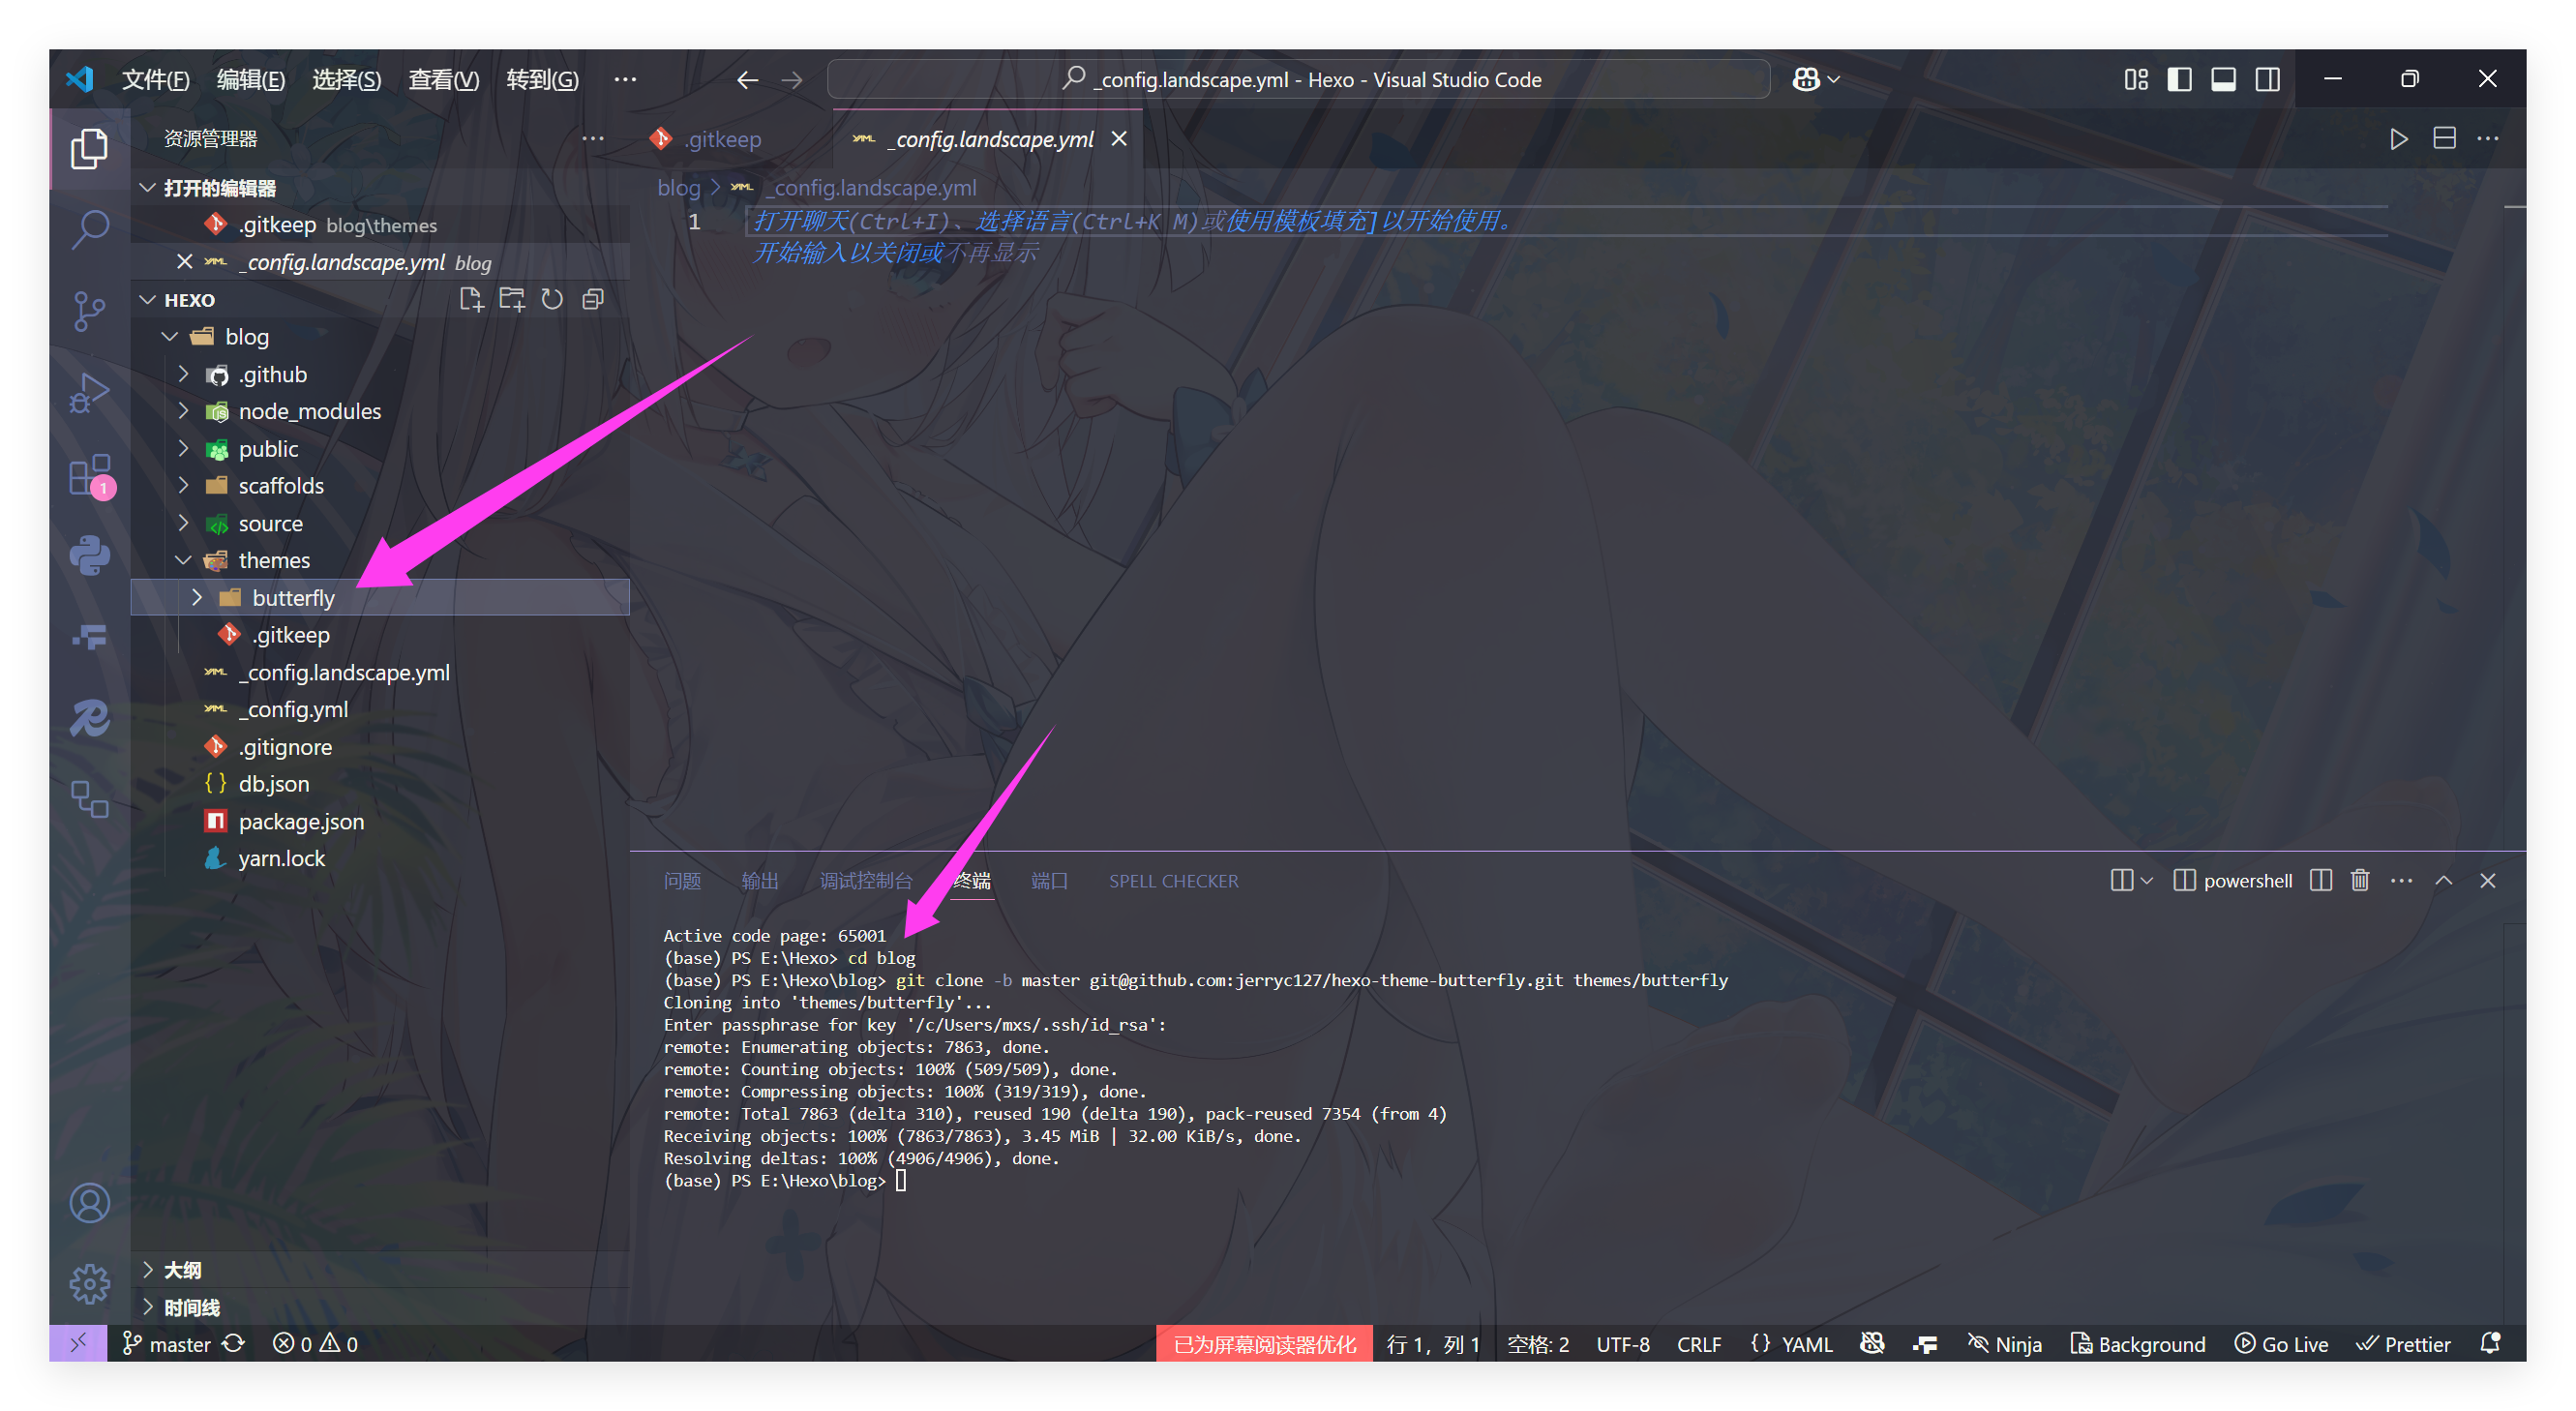 文件(F) 编辑(E) 选择(S) 查看(V) 转到(G) ···
_config.landscape.yml - Hexo - Visual Studio Code
资源管理器 ···
.gitkeep
_config.landscape.yml
打开的编辑器
.gitkeep blog\themes
_config.landscape.yml blog
HEXO
blog
.github
node_modules
public
scaffolds
source
themes
butterfly
.gitkeep
_config.landscape.yml
_config.yml
.gitignore
db.json
package.json
yarn.lock
大纲
时间线
1
blog > _config.landscape.yml
1
打开聊天(Ctrl+I)、选择语言(Ctrl+K M)或使用模板填充]以开始使用。
开始输入以关闭或不再显示
问题 输出 调试控制台 终端 端口 SPELL CHECKER
powershell
Active code page: 65001
(base) PS E:\Hexo> cd blog
(base) PS E:\Hexo\blog> git clone -b master git@github.com:jerryc127/hexo-theme-butterfly.git themes/butterfly
Cloning into 'themes/butterfly'...
Enter passphrase for key '/c/Users/mxs/.ssh/id_rsa':
remote: Enumerating objects: 7863, done.
remote: Counting objects: 100% (509/509), done.
remote: Compressing objects: 100% (319/319), done.
remote: Total 7863 (delta 310), reused 190 (delta 190), pack-reused 7354 (from 4)
Receiving objects: 100% (7863/7863), 3.45 MiB | 32.00 KiB/s, done.
Resolving deltas: 100% (4906/4906), done.
(base) PS E:\Hexo\blog>
master 0 0
已为屏幕阅读器优化 行 1，列 1 空格: 2 UTF-8 CRLF {} YAML Ninja Background Go Live Prettier